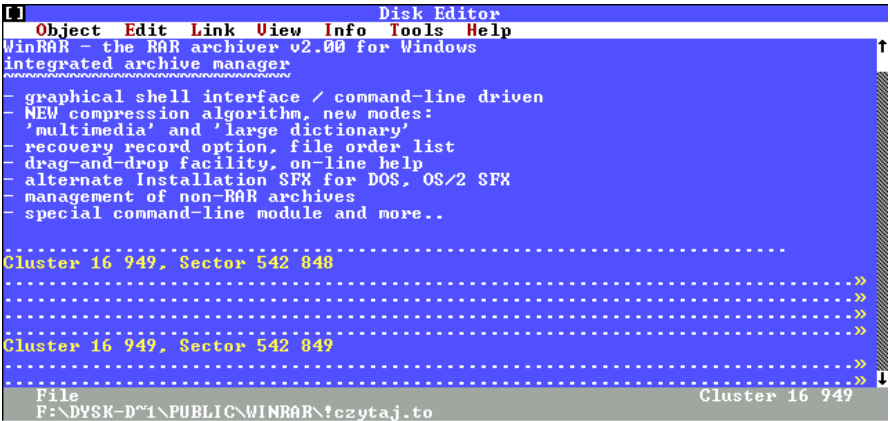 [] Disk Editor
Object Edit Link View Info Tools Help
WinRAR - the RAR archiver v2.00 for Windows
integrated archive manager
~~~~~~~~~~~~~~~~~~~~~~~~~~
- graphical shell interface / command-line driven
- NEW compression algorithm, new modes:
'multimedia' and 'large dictionary'
- recovery record option, file order list
- drag-and-drop facility, on-line help
- alternate Installation SFX for DOS, OS/2 SFX
- management of non-RAR archives
- special command-line module and more..
Cluster 16 949, Sector 542 848
Cluster 16 949, Sector 542 849
File Cluster 16 949
F:\DYSK-D~1\PUBLIC\WINRAR\!czytaj.to